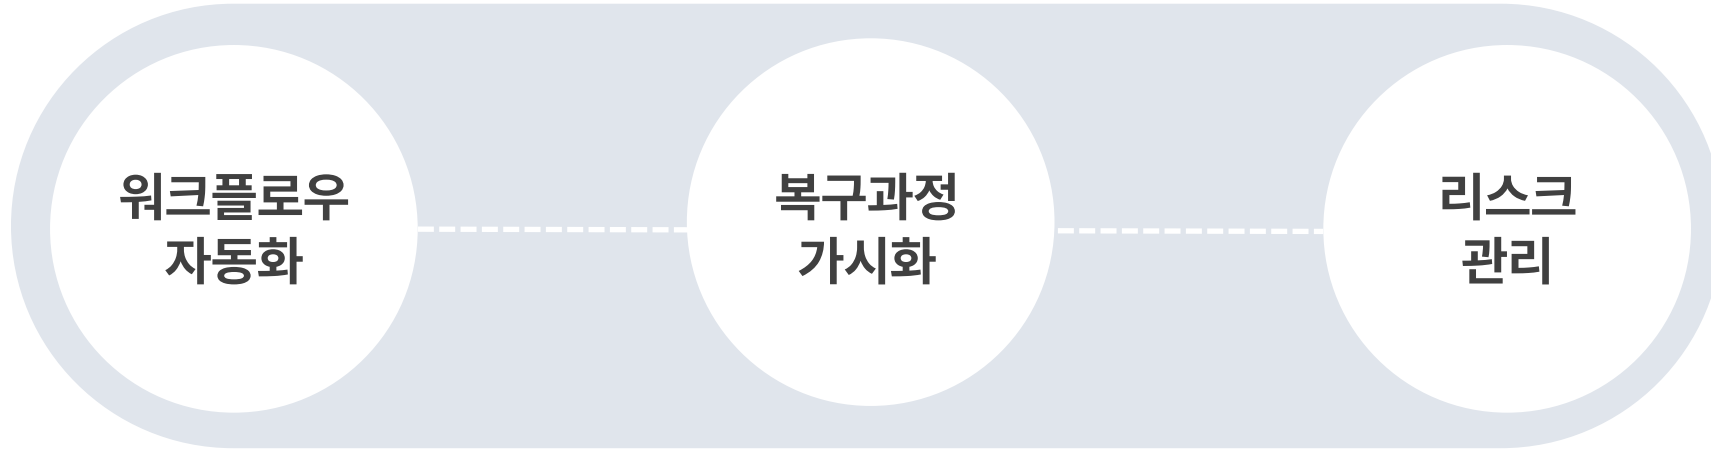 워크플로우
자동화
복구과정
가시화
리스크
관리